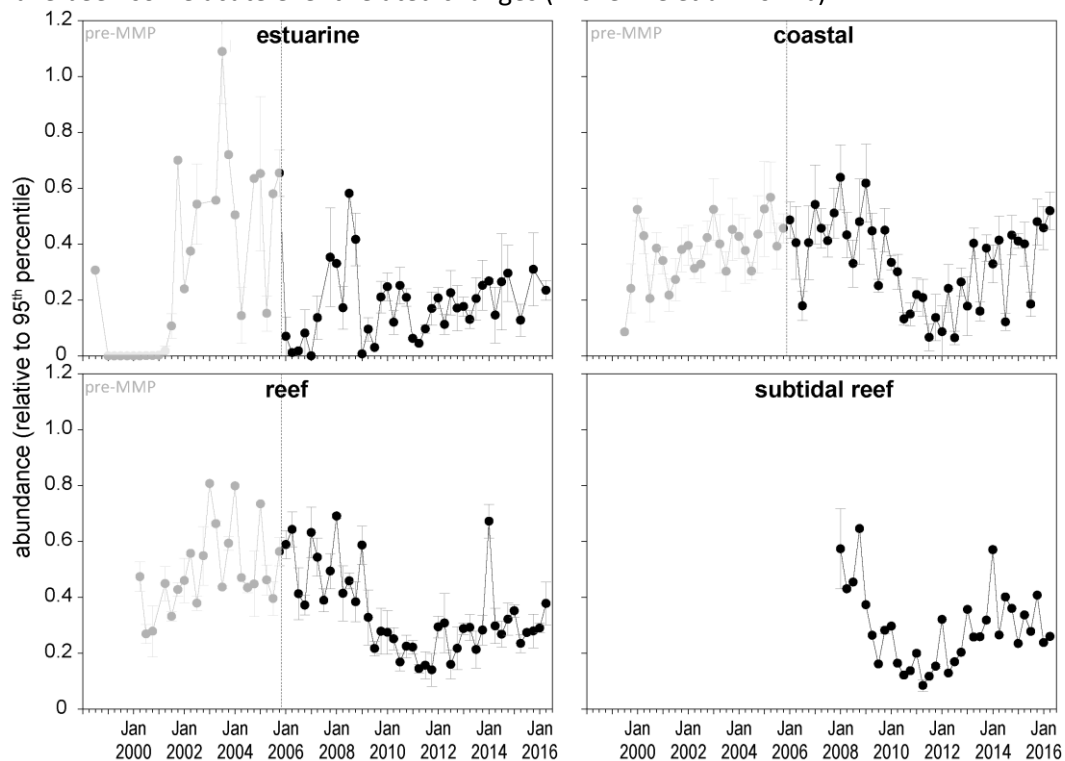 pre-MMP
estuarine
pre-MMP
coastal
1.2
1.0
0.8
0.6
0.4
0.2
0
pre-MMP
reef
subtidal reef
1.2
1.0
0.8
0.6
0.4
0.2
0
abundance (relative to 95th percentile)
Jan Jan Jan Jan Jan Jan Jan Jan Jan
2000 2002 2004 2006 2008 2010 2012 2014 2016
Jan Jan Jan Jan Jan Jan Jan Jan Jan
2000 2002 2004 2006 2008 2010 2012 2014 2016